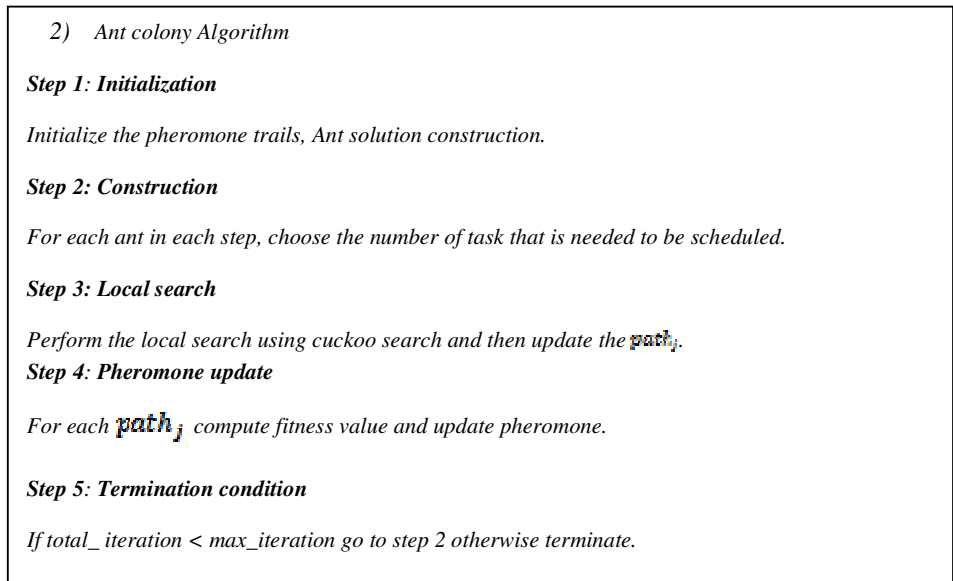 2) Ant colony Algorithm
Step 1: Initialization
Initialize the pheromone trails, Ant solution construction.
Step 2: Construction
For each ant in each step, choose the number of task that is needed to be scheduled.
Step 3: Local search
Perform the local search using cuckoo search and then update the path_j.
Step 4: Pheromone update
For each path_j compute fitness value and update pheromone.
Step 5: Termination condition
If total_ iteration < max_iteration go to step 2 otherwise terminate.